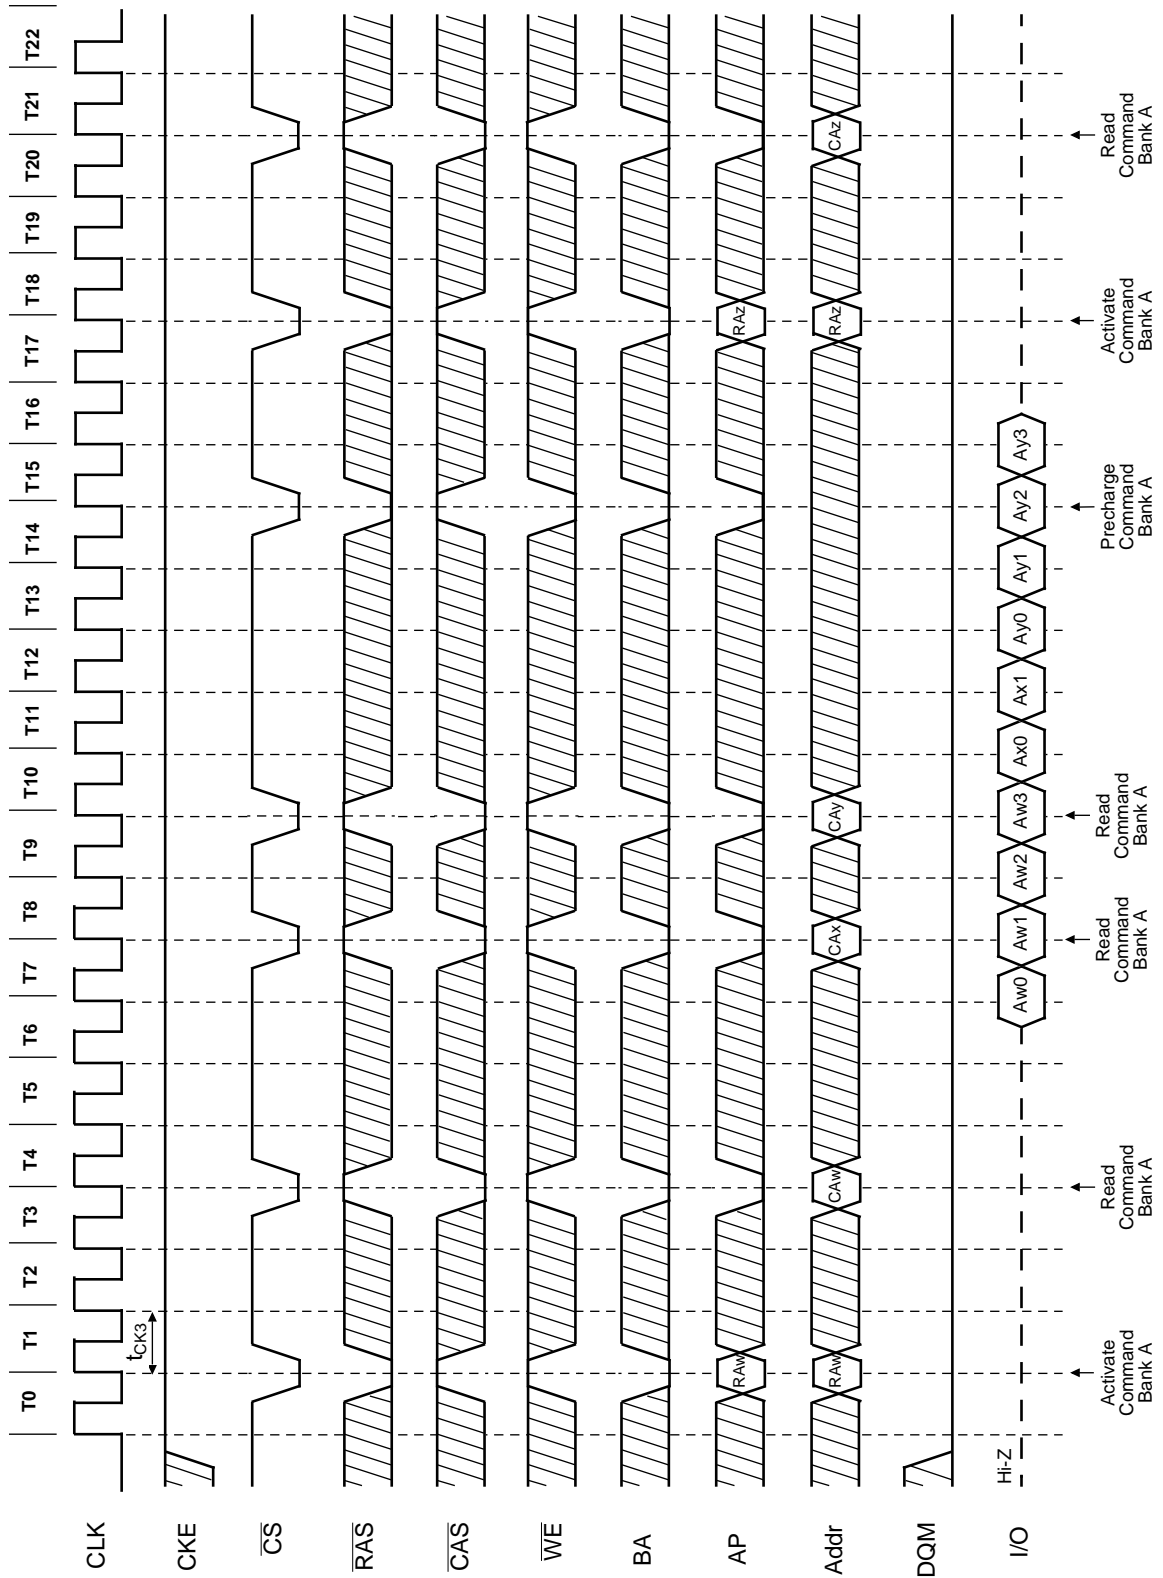 T0 T1 T2 T3 T4 T5 T6 T7 T8 T9 T10 T11 T12 T13 T14 T15 T16 T17 T18 T19 T20 T21 T22
CLK
tCK3
CKE
CS
RAS
CAS
WE
BA
AP
RAw
RAz
Addr
RAw CAw CAx CAy RAz CAz
DQM
I/O
Hi-Z
Aw0 Aw1 Aw2 Aw3 Ax0 Ax1 Ay0 Ay1 Ay2 Ay3
Activate
Command
Bank A
Read
Command
Bank A
Read
Command
Bank A
Read
Command
Bank A
Precharge
Command
Bank A
Activate
Command
Bank A
Read
Command
Bank A